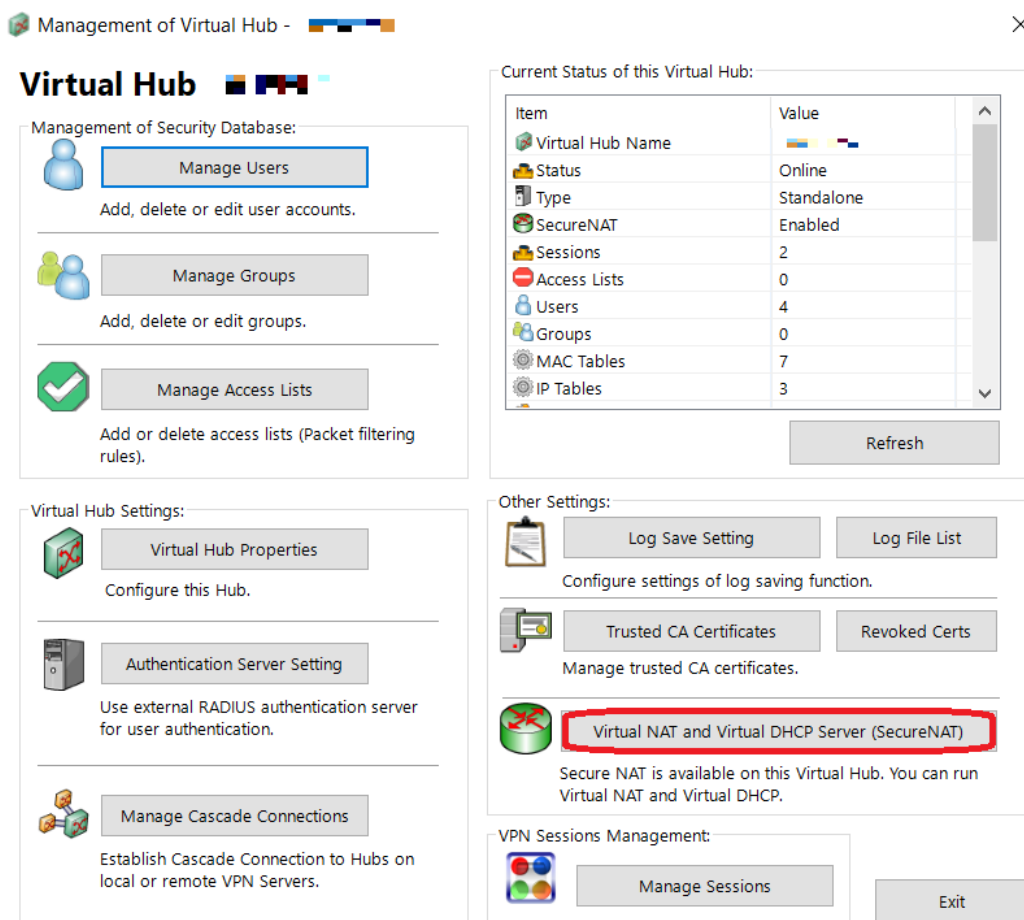 Management of Virtual Hub -
Virtual Hub
Management of Security Database:
Manage Users
Add, delete or edit user accounts.
Manage Groups
Add, delete or edit groups.
Manage Access Lists
Add or delete access lists (Packet filtering
rules).
Current Status of this Virtual Hub:
Item Value
Virtual Hub Name
Status Online
Type Standalone
SecureNAT Enabled
Sessions 2
Access Lists 0
Users 4
Groups 0
MAC Tables 7
IP Tables 3
Refresh
Virtual Hub Settings:
Virtual Hub Properties
Configure this Hub.
Authentication Server Setting
Use external RADIUS authentication server
for user authentication.
Manage Cascade Connections
Establish Cascade Connection to Hubs on
local or remote VPN Servers.
Other Settings:
Log Save Setting Log File List
Configure settings of log saving function.
Trusted CA Certificates Revoked Certs
Manage trusted CA certificates.
Virtual NAT and Virtual DHCP Server (SecureNAT)
Secure NAT is available on this Virtual Hub. You can run
Virtual NAT and Virtual DHCP.
VPN Sessions Management:
Manage Sessions
Exit